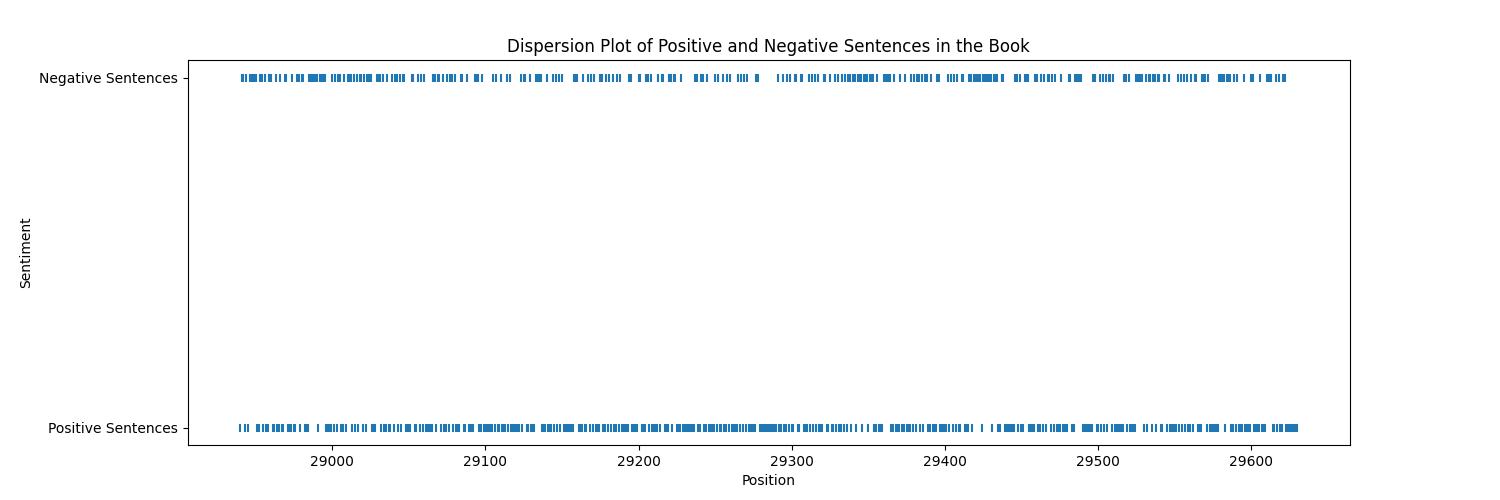 Dispersion Plot of Positive and Negative Sentences in the Book
Negative Sentences
Sentiment
Positive Sentences
29000 29100 29200 29300 29400 29500 29600
Position